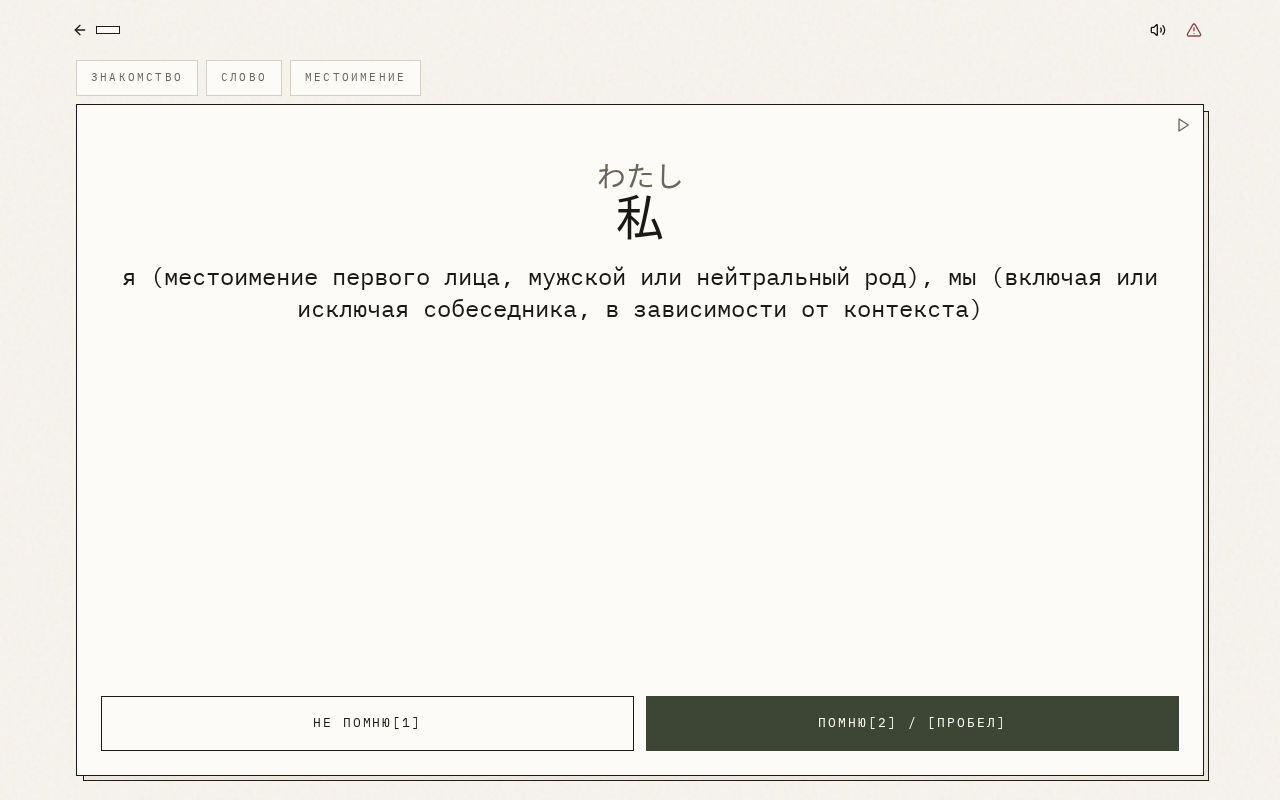 ЗНАКОМСТВО
СЛОВО
МЕСТОИМЕНИЕ
わたし
私
я (местоимение первого лица, мужской или нейтральный род), мы (включая или
исключая собеседника, в зависимости от контекста)
НЕ ПОМНЮ[1]
ПОМНЮ[2] / [ПРОБЕЛ]